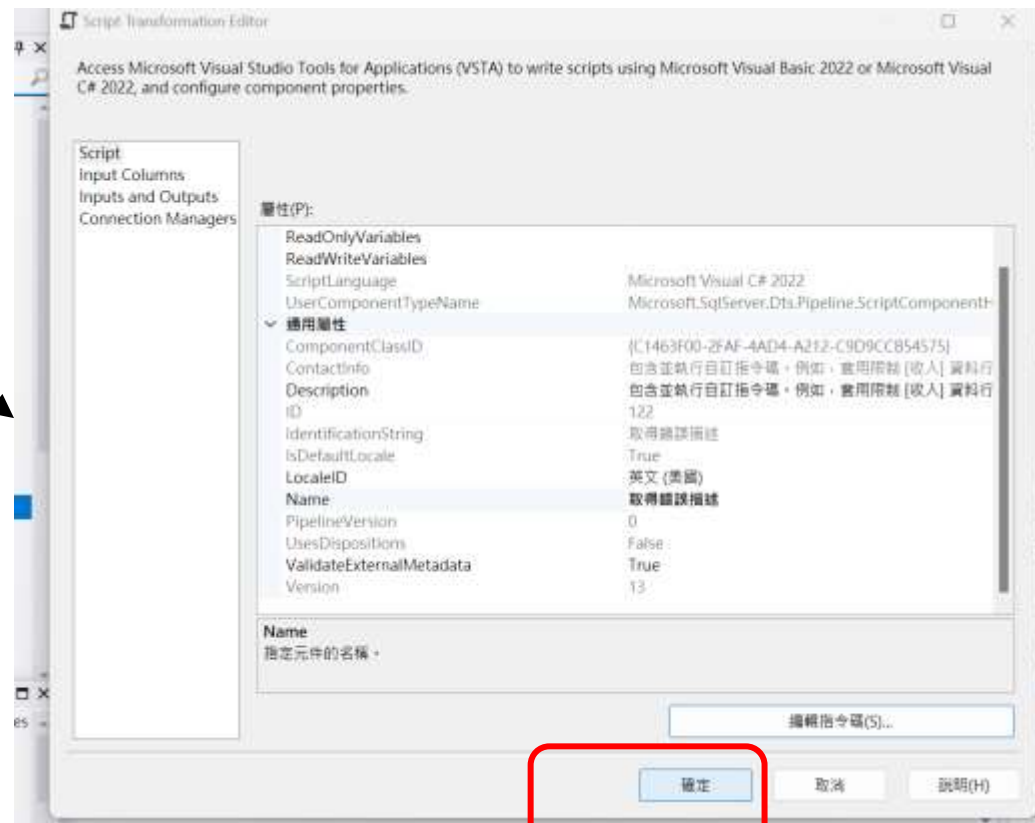 Script Transformation Editor
Access Microsoft Visual Studio Tools for Applications (VSTA) to write scripts using Microsoft Visual Basic 2022 or Microsoft Visual
C# 2022, and configure component properties.
Script
Input Columns
Inputs and Outputs
Connection Managers
屬性(P):
ReadOnlyVariables
ReadWriteVariables
ScriptLanguage Microsoft Visual C# 2022
UserComponentTypeName Microsoft.SqlServer.Dts.Pipeline.ScriptComponentH
通用屬性
ComponentClassID {C1463F00-2FAF-4AD4-A212-C9D9CCB54575}
ContactInfo 包含並執行自訂指令碼。例如，套用限制 [收入] 資料行
Description 包含並執行自訂指令碼。例如，套用限制 [收入] 資料行
ID 122
IdentificationString 取得錯誤描述
IsDefaultLocale True
LocaleID 英文 (美國)
Name 取得錯誤描述
PipelineVersion 0
UsesDispositions False
ValidateExternalMetadata True
Version 13
Name
指定元件的名稱。
es
編輯指令碼(S)...
確定 取消 說明(H)